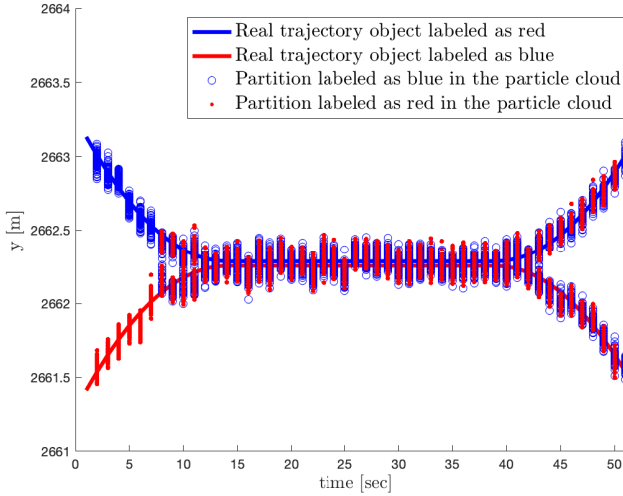 2664
2663.5
2663
2662.5
2662
2661.5
2661
y [m]
Real trajectory object labeled as red
Real trajectory object labeled as blue
Partition labeled as blue in the particle cloud
Partition labeled as red in the particle cloud
0 5 10 15 20 25 30 35 40 45 50
time [sec]